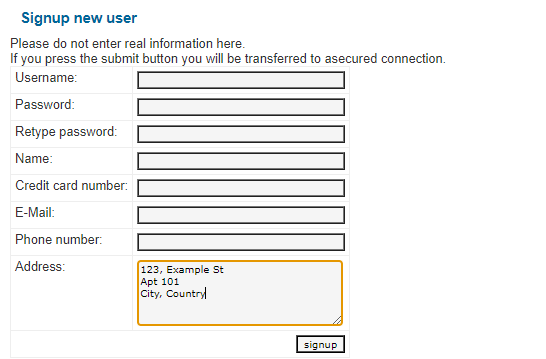 Signup new user
Please do not enter real information here.
If you press the submit button you will be transferred to asecured connection.
Username:
Password:
Retype password:
Name:
Credit card number:
E-Mail:
Phone number:
Address:
123, Example St
Apt 101
City, Country
signup